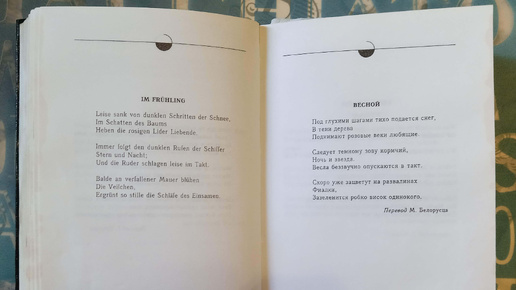 IM FRÜHLING
Leise sank von dunklen Schritten der Schnee,
Im Schatten des Baums
Heben die rosigen Lider Liebende.
Immer folgt den dunklen Rufen der Schiffer
Stern und Nacht;
Und die Ruder schlagen leise im Takt.
Balde an verfallener Mauer blühen
Die Veilchen,
Ergrünt so stille die Schläfe des Einsamen.
ВЕСНОЙ
Под глухими шагами тихо подается снег,
В тени дерева
Поднимают розовые веки любящие.
Следует темному зову кормчих,
Ночь и звезда.
Весла беззвучно опускаются в такт.
Скоро уже зацветут на развалинах
Фиалки,
Зазеленится робко висок одинокого.
Перевод М. Белорусца